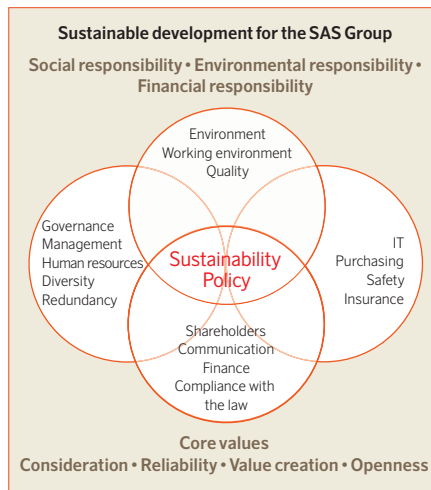 Sustainable development for the SAS Group
Social responsibility • Environmental responsibility •
Financial responsibility
Environment
Working environment
Quality
Governance
Management
Human resources
Diversity
Redundancy
Sustainability
Policy
IT
Purchasing
Safety
Insurance
Shareholders
Communication
Finance
Compliance with
the law
Core values
Consideration • Reliability • Value creation • Openness